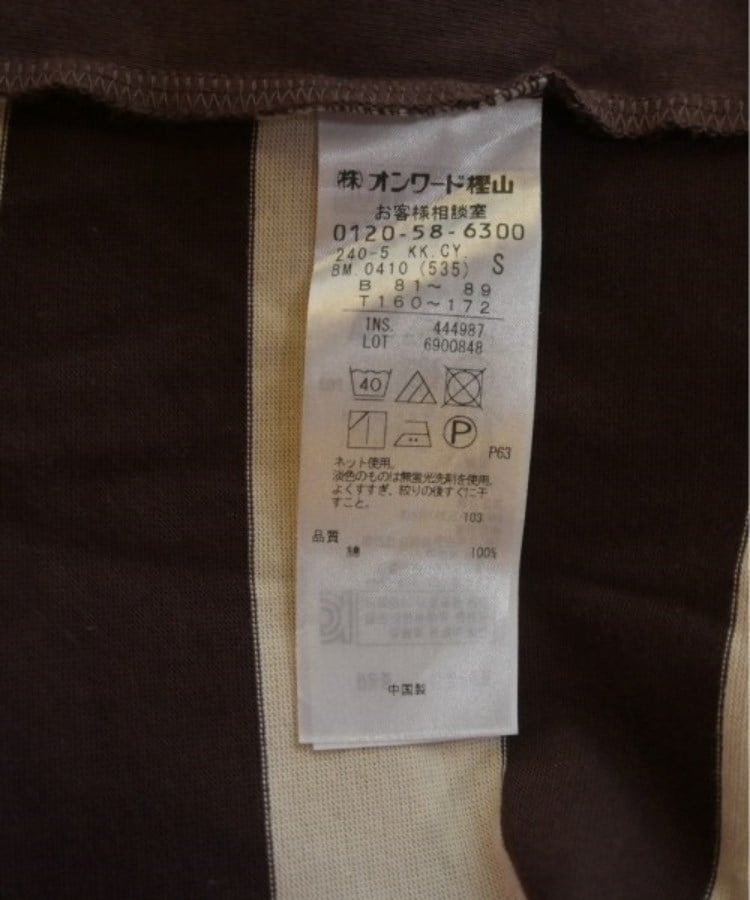 ㈱オンワード樫山
お客様相談室
0120-58-6300
240-5 KK.CY.
BM.0410 (535) S
B 81～ 89
T160～172
INS. 444987
LOT 6900848
40
P
P63
ネット使用。
淡色のものは無蛍光洗剤を使用。
よくすすぎ、絞りの後すぐに干
すこと。
103
品質
綿 100%
中国製